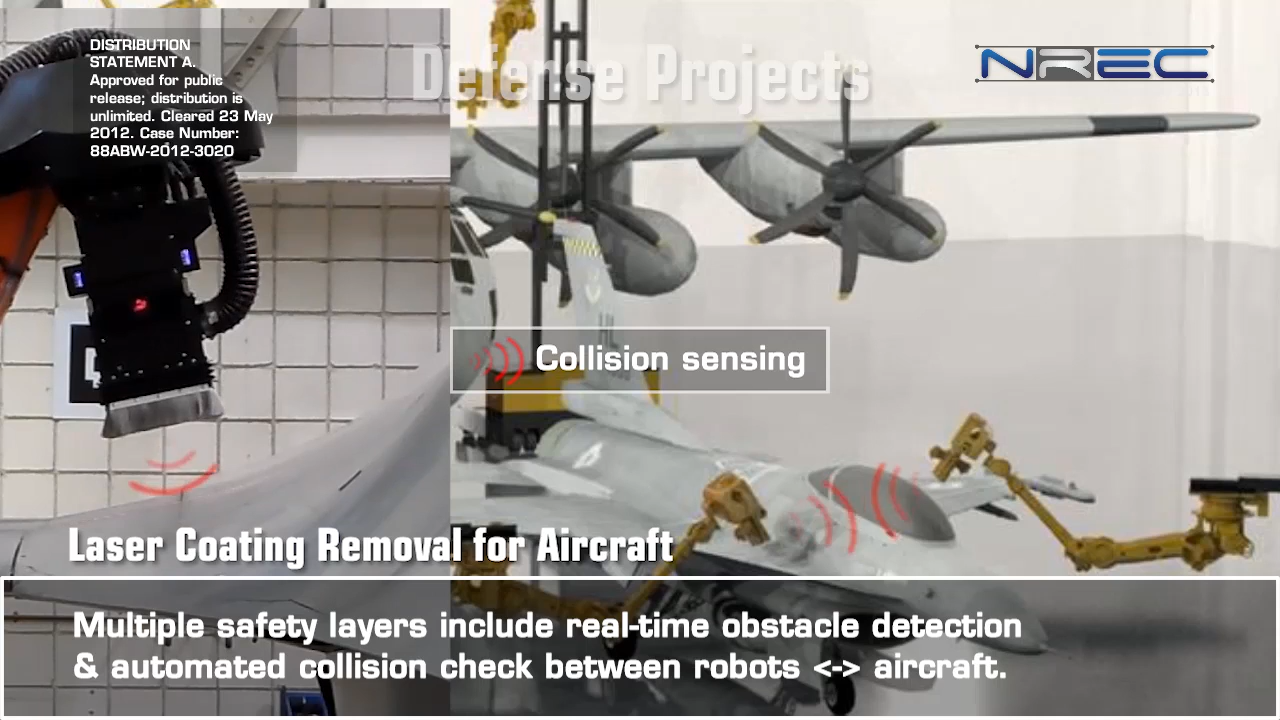 DISTRIBUTION
STATEMENT A.
Approved for public
release; distribution is
unlimited. Cleared 23 May
2012. Case Number:
88ABW-2012-3020
Defense Projects
NREC
Collision sensing
Laser Coating Removal for Aircraft
Multiple safety layers include real-time obstacle detection
& automated collision check between robots <-> aircraft.